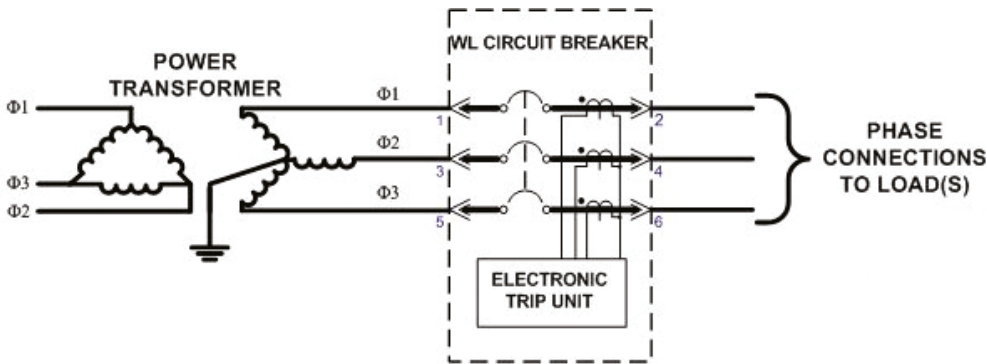 WL CIRCUIT BREAKER
POWER
TRANSFORMER
Φ1
Φ1
1
2
Φ2
3
4
Φ3
Φ3
Φ2
5
6
PHASE
CONNECTIONS
TO LOAD(S)
ELECTRONIC
TRIP UNIT